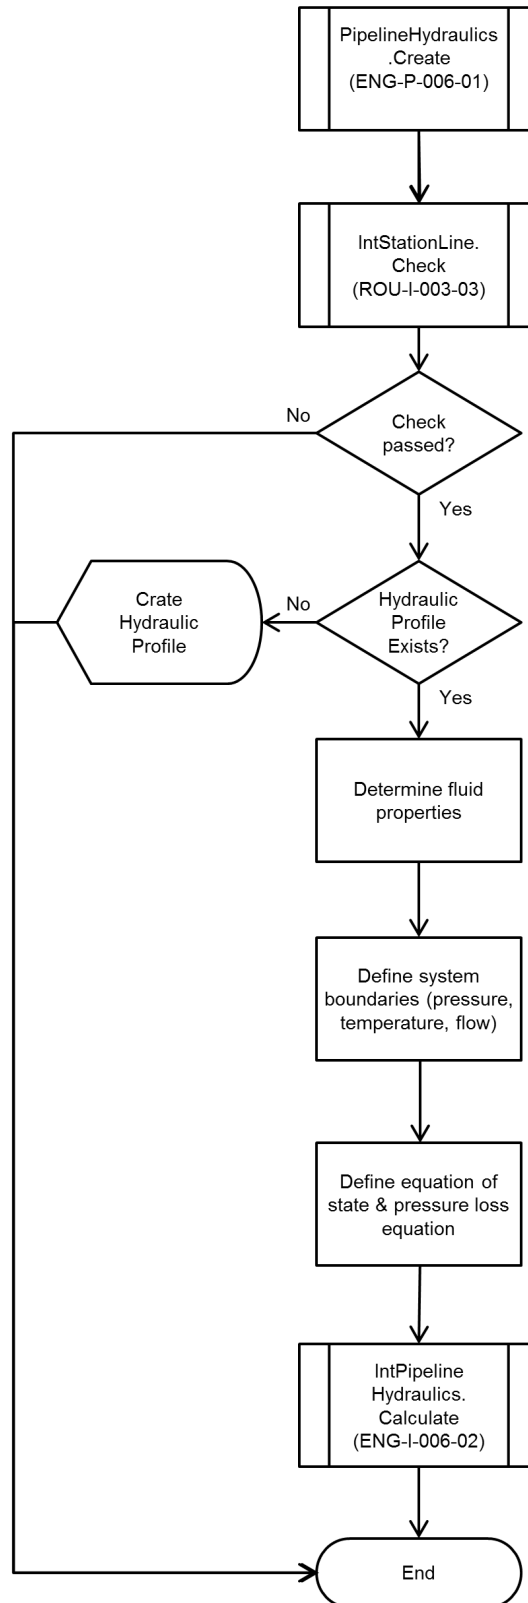 PipelineHydraulics
.Create
(ENG-P-006-01)
IntStationLine.
Check
(ROU-I-003-03)
No
Check
passed?
Yes
Crate
Hydraulic
Profile
No
Hydraulic
Profile
Exists?
Yes
Determine fluid
properties
Define system
boundaries (pressure,
temperature, flow)
Define equation of
state & pressure loss
equation
IntPipeline
Hydraulics.
Calculate
(ENG-I-006-02)
End